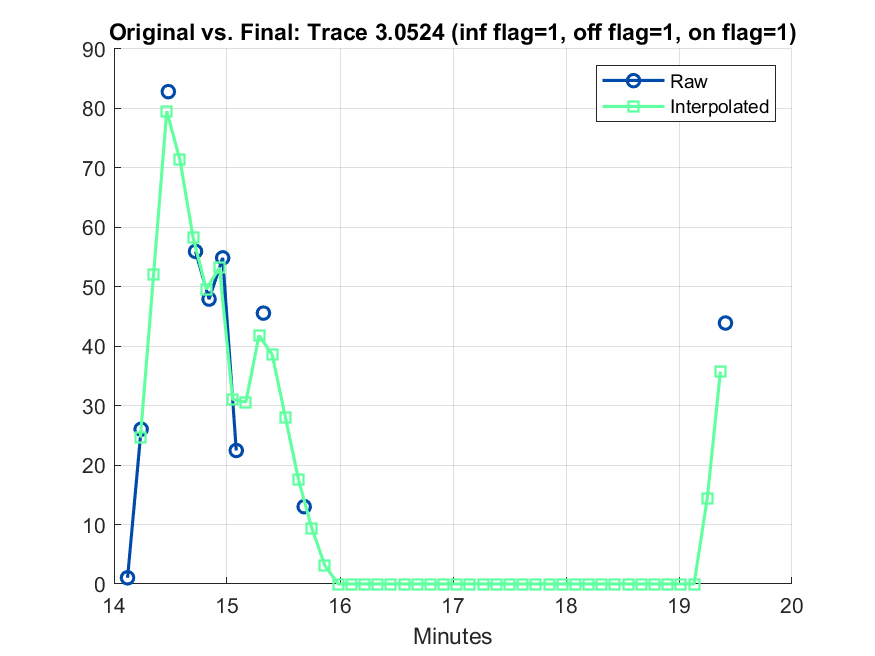 Original vs. Final: Trace 3.0524 (inf flag=1, off flag=1, on flag=1)
90
80
70
60
50
40
30
20
10
0
Raw
Interpolated
14 15 16 17 18 19 20
Minutes